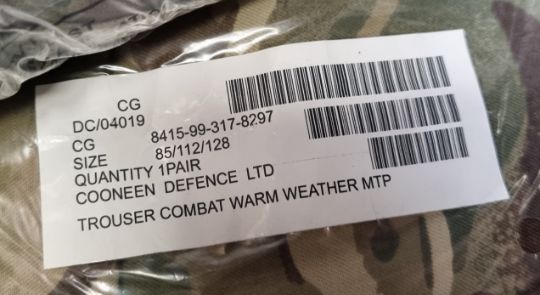 CG
DC/04019
CG 8415-99-317-8297
SIZE 85/112/128
QUANTITY 1PAIR
COONEEN DEFENCE LTD
TROUSER COMBAT WARM WEATHER MTP